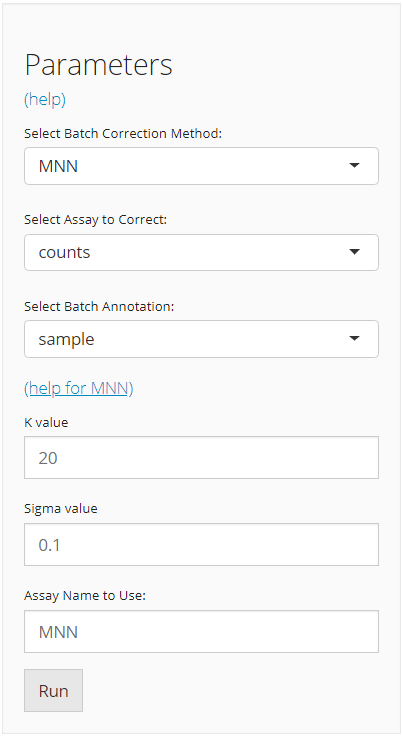 Parameters
(help)
Select Batch Correction Method:
MNN
Select Assay to Correct:
counts
Select Batch Annotation:
sample
(help for MNN)
K value
20
Sigma value
0.1
Assay Name to Use:
MNN
Run